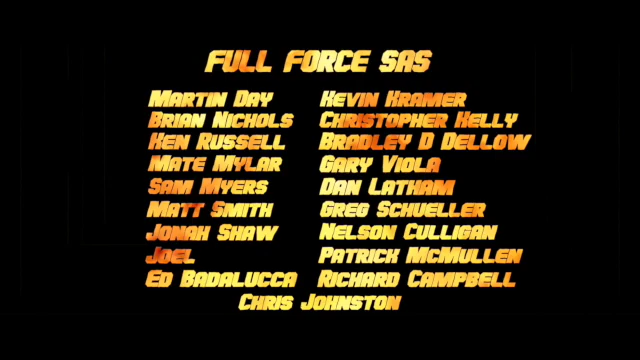 FULL FORCE SAS
MARTIN DAY KEVIN KRAMER
BRIAN NICHOLS CHRISTOPHER KELLY
KEN RUSSELL BRADLEY D DELLOW
MATE MYLAR GARY VIOLA
SAM MYERS DAN LATHAM
MATT SMITH GREG SCHUELLER
JONAH SHAW NELSON CULLIGAN
JOEL PATRICK MCMULLEN
ED BADALUCCA RICHARD CAMPBELL
CHRIS JOHNSTON